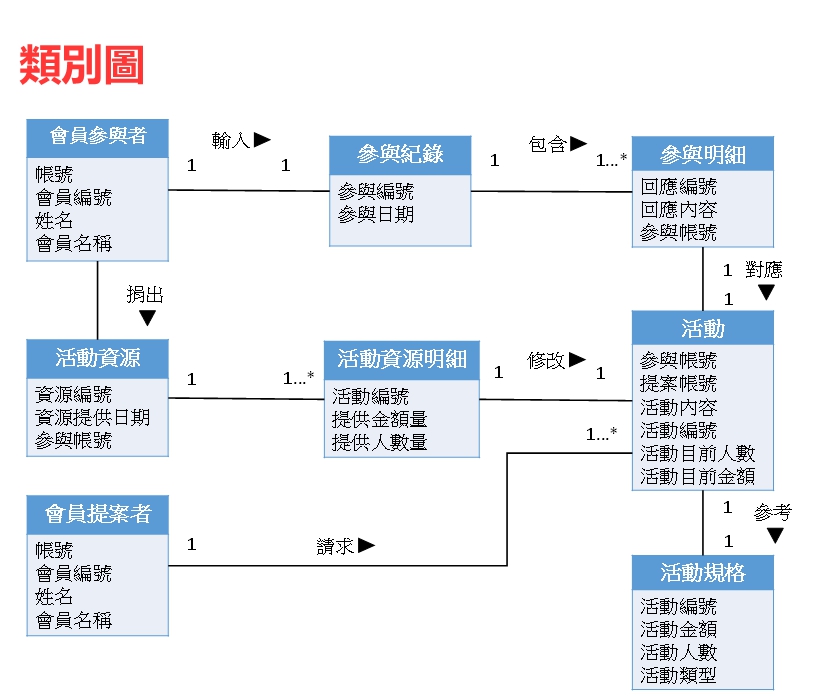 類別圖
會員參與者
帳號
會員編號
姓名
會員名稱
輸入
1
1
參與紀錄
參與編號
參與日期
1
包含
1...*
參與明細
回應編號
回應內容
參與帳號
捐出
1
對應
1
活動資源
資源編號
資源提供日期
參與帳號
1
1...*
活動資源明細
活動編號
提供金額量
提供人數量
1
修改
1
活動
參與帳號
提案帳號
活動內容
活動編號
活動目前人數
活動目前金額
1...*
會員提案者
帳號
會員編號
姓名
會員名稱
1
請求
1
參考
1
活動規格
活動編號
活動金額
活動人數
活動類型